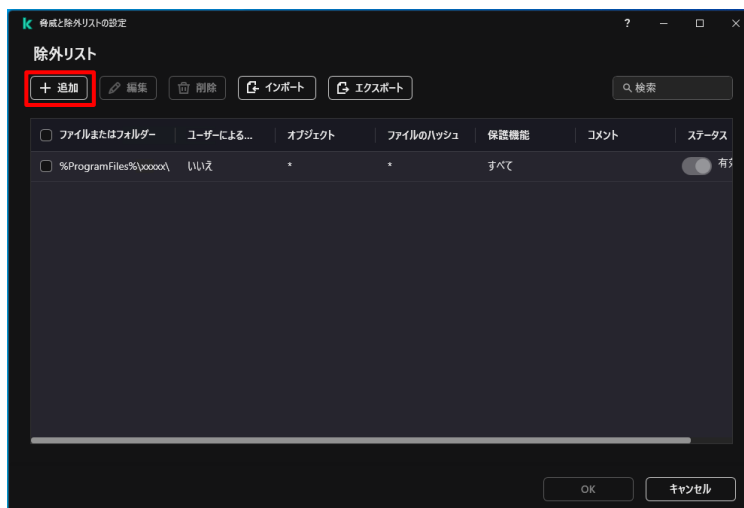 脅威と除外リストの設定
?
除外リスト
+ 追加
編集
削除
インポート
エクスポート
検索
ファイルまたはフォルダー ユーザーによる... オブジェクト ファイルのハッシュ 保護機能 コメント ステータス
%ProgramFiles%\xxxxx\ いいえ * * すべて 有効
OK
キャンセル